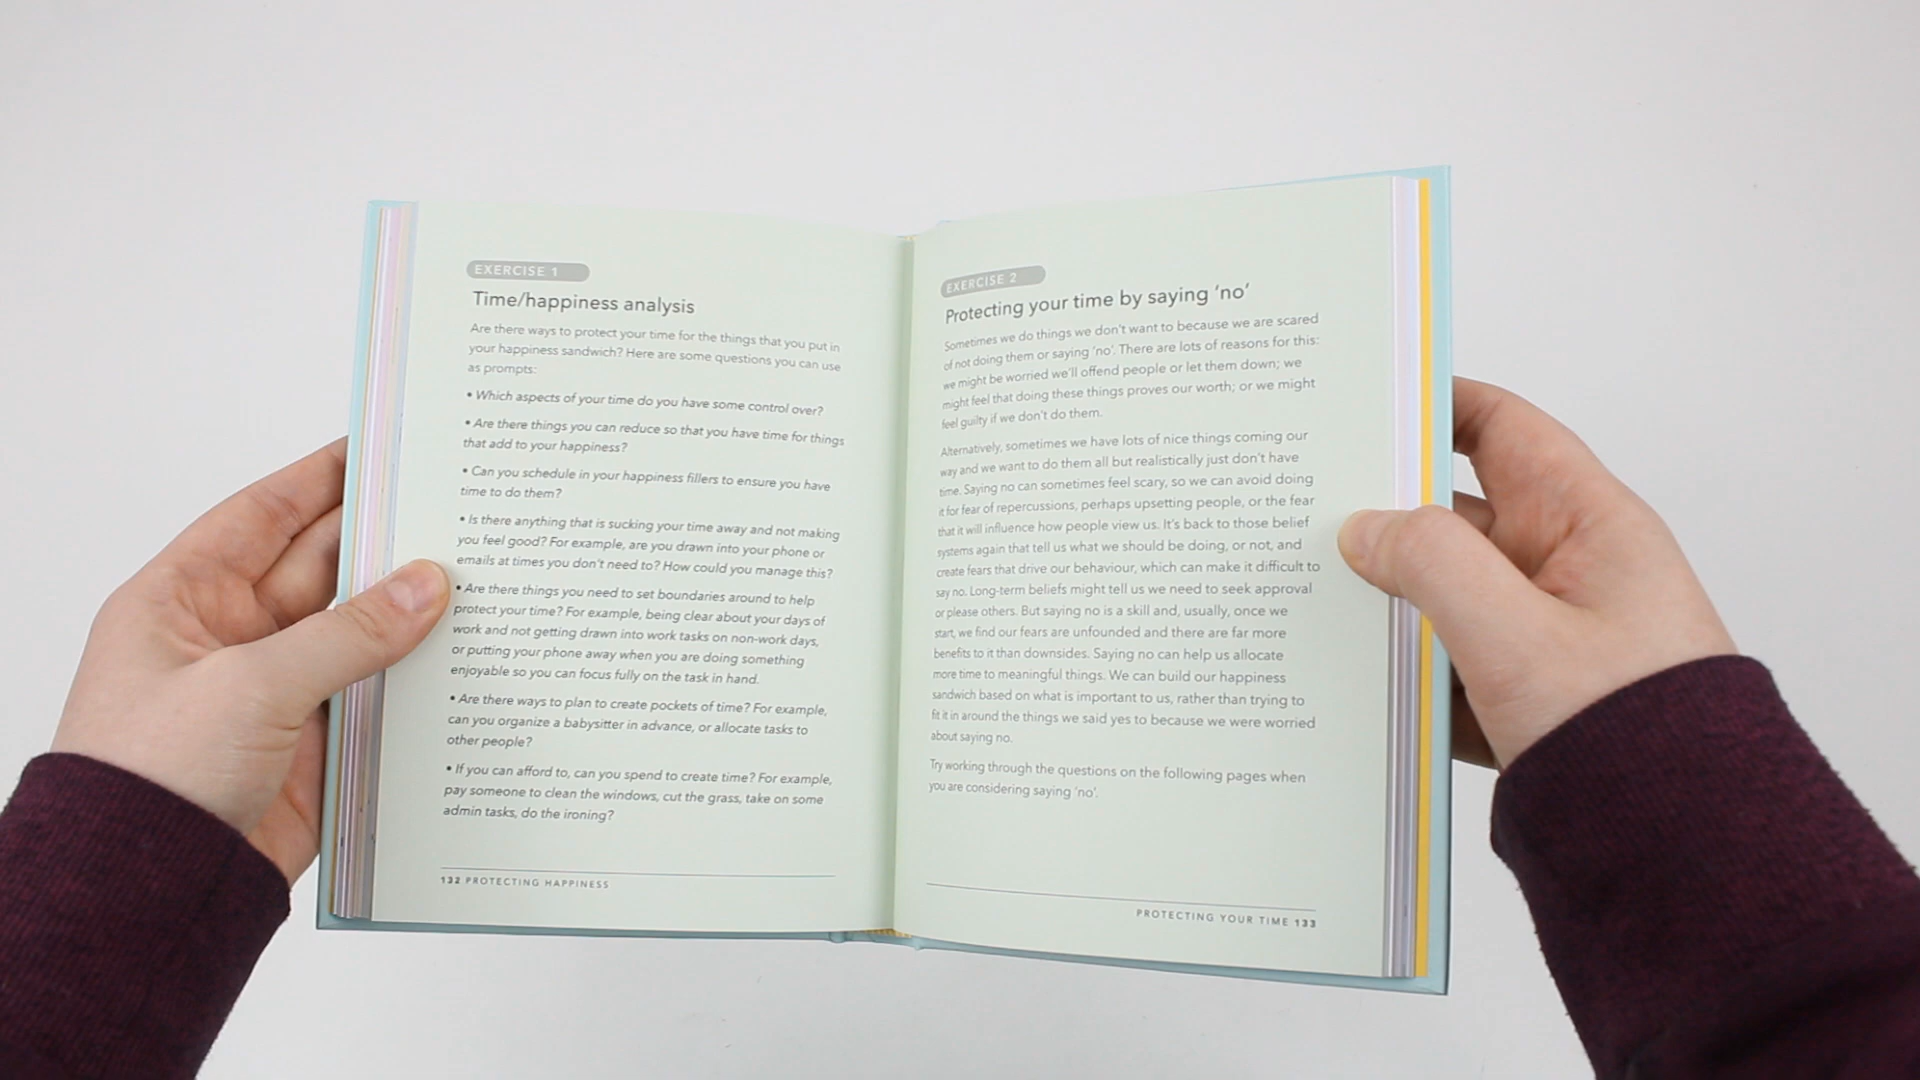 EXERCISE 1
Time/happiness analysis
Are there ways to protect your time for the things that you put in
your happiness sandwich? Here are some questions you can use
as prompts:
• Which aspects of your time do you have some control over?
• Are there things you can reduce so that you have time for things
that add to your happiness?
• Can you schedule in your happiness fillers to ensure you have
time to do them?
• Is there anything that is sucking your time away and not making
you feel good? For example, are you drawn into your phone or
emails at times you don't need to? How could you manage this?
• Are there things you need to set boundaries around to help
protect your time? For example, being clear about your days of
work and not getting drawn into work tasks on non-work days,
or putting your phone away when you are doing something
enjoyable so you can focus fully on the task in hand.
• Are there ways to plan to create pockets of time? For example,
can you organize a babysitter in advance, or allocate tasks to
other people?
• If you can afford to, can you spend to create time? For example,
pay someone to clean the windows, cut the grass, take on some
admin tasks, do the ironing?
132 PROTECTING HAPPINESS
EXERCISE 2
Protecting your time by saying 'no'
Sometimes we do things we don't want to because we are scared
of not doing them or saying 'no'. There are lots of reasons for this:
we might be worried we'll offend people or let them down; we
might feel that doing these things proves our worth; or we might
feel guilty if we don't do them.
Alternatively, sometimes we have lots of nice things coming our
way and we want to do them all but realistically just don't have
time. Saying no can sometimes feel scary, so we can avoid doing
it for fear of repercussions, perhaps upsetting people, or the fear
that it will influence how people view us. It's back to those belief
systems again that tell us what we should be doing, or not, and
create fears that drive our behaviour, which can make it difficult to
say no. Long-term beliefs might tell us we need to seek approval
or please others. But saying no is a skill and, usually, once we
start, we find our fears are unfounded and there are far more
benefits to it than downsides. Saying no can help us allocate
more time to meaningful things. We can build our happiness
sandwich based on what is important to us, rather than trying to
fit it in around the things we said yes to because we were worried
about saying no.
Try working through the questions on the following pages when
you are considering saying 'no'.
PROTECTING YOUR TIME 133